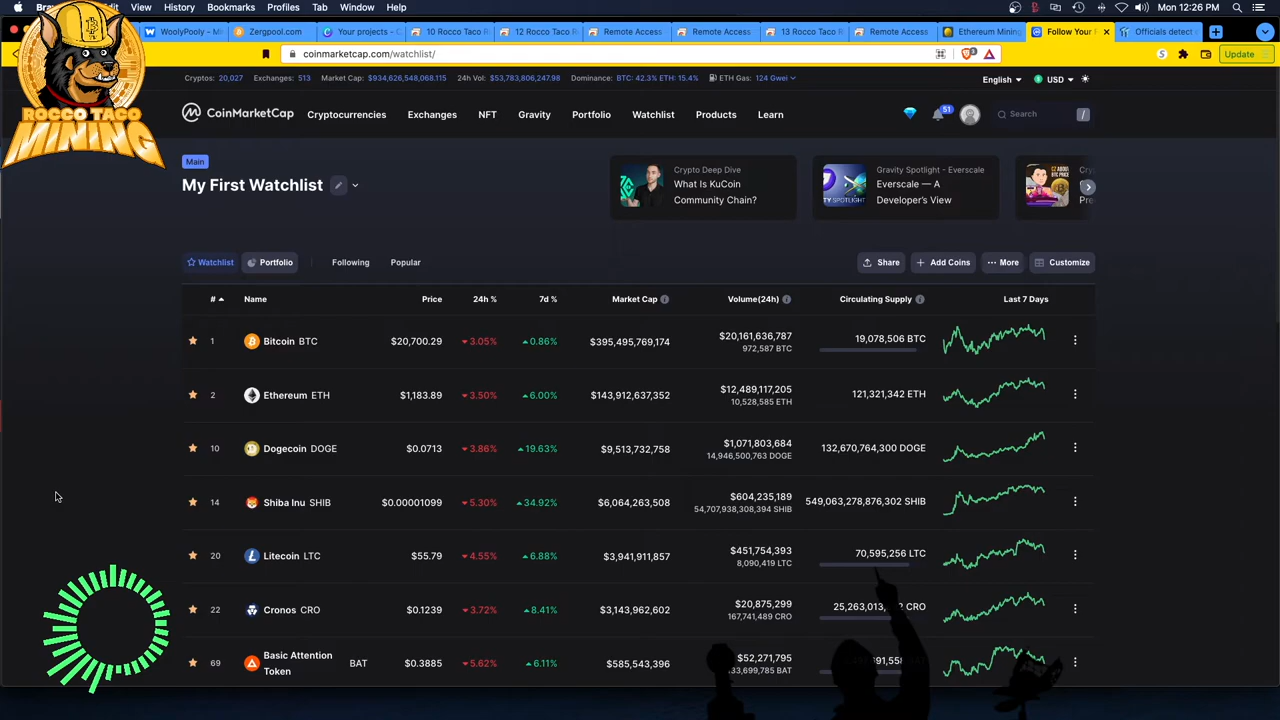 Brav View History Bookmarks Profiles Tab Window Help Mon 12:26 PM
WoolyPooly - Mi Zergpool.com Your projects - C 10 Rocco Taco R 12 Rocco Taco R Remote Access Remote Access 13 Rocco Taco R Remote Access Ethereum Mining Follow Your F Officials detect
coinmarketcap.com/watchlist/ Update
ROCCO TACO
MINING
Cryptos: 20,027 Exchanges: 513 Market Cap: $934,626,548,068.115 24h Vol: $53,783,806,247.98 Dominance: BTC: 42.3% ETH: 15.4% ETH Gas: 124 Gwei English USD
CoinMarketCap Cryptocurrencies Exchanges NFT Gravity Portfolio Watchlist Products Learn 51 Search /
Main
My First Watchlist
Crypto Deep Dive
What Is KuCoin
Community Chain?
Gravity Spotlight - Everscale
Everscale — A
Developer's View
Watchlist Portfolio Following Popular Share Add Coins More Customize
# Name Price 24h % 7d % Market Cap Volume(24h) Circulating Supply Last 7 Days
1 Bitcoin BTC $20,700.29 3.05% 0.86% $395,495,769,174 $20,161,636,787 19,078,506 BTC
972,587 BTC
2 Ethereum ETH $1,183.89 3.50% 6.00% $143,912,637,352 $12,489,117,205 121,321,342 ETH
10,528,585 ETH
10 Dogecoin DOGE $0.0713 3.86% 19.63% $9,513,732,758 $1,071,803,684 132,670,764,300 DOGE
14,946,500,763 DOGE
14 Shiba Inu SHIB $0.00001099 5.30% 34.92% $6,064,263,508 $604,235,189 549,063,278,876,302 SHIB
54,707,938,308,394 SHIB
20 Litecoin LTC $55.79 4.55% 6.88% $3,941,911,857 $451,754,393 70,595,256 LTC
8,090,419 LTC
22 Cronos CRO $0.1239 3.72% 8.41% $3,143,962,602 $20,875,299 25,263,013, CRO
167,741,489 CRO
69 Basic Attention Token BAT $0.3885 5.62% 6.11% $585,543,396 $52,271,795 BAT
133,699,785 BAT